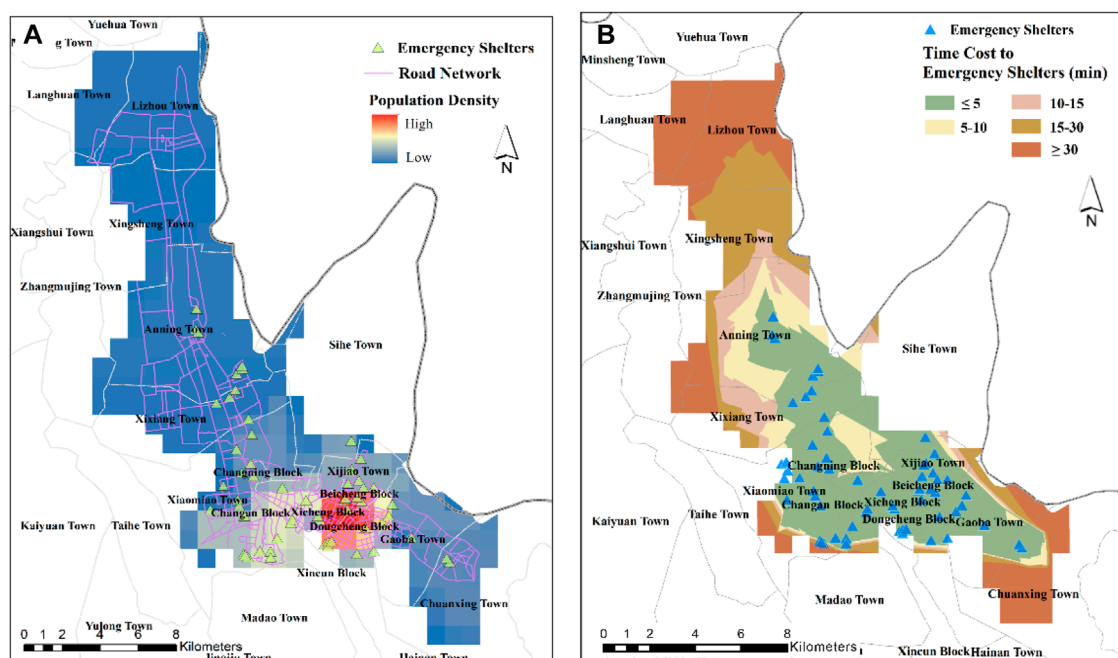 A
Yuehua Town
g Town
Langhuan Town
Lizhou Town
Emergency Shelters
Road Network
Population Density
High
Low
N
Xiangshui Town
Xingsheng Town
Zhangmujing Town
Anning Town
Sihe Town
Xixiang Town
Changning Block
Xijiao Town
Xiaomiao Town
Beicheng Block
Kaiyuan Town
Taihe Town
Changan Block
Xicheng Block
Dongcheng Block
Gaoba Town
Xincun Block
Chuanxing Town
Madao Town
Yulong Town
0 1 2 4 6 8
Kilometers
Hainan Town
B
Yuehua Town
Minsheng Town
Langhuan Town
Lizhou Town
Emergency Shelters
Time Cost to
Emergency Shelters (min)
≤ 5
10-15
5-10
15-30
≥ 30
N
Xiangshui Town
Xingsheng Town
Zhangmujing Town
Anning Town
Sihe Town
Xixiang Town
Changning Block
Xijiao Town
Beicheng Block
Xiaomiao Town
Kaiyuan Town
Taihe Town
Changan Block
Xicheng Block
Dongcheng Block
Gaoba Town
Chuanxing Town
Madao Town
0 1 2 4 6 8
Kilometers
Xincun Block
Hainan Town